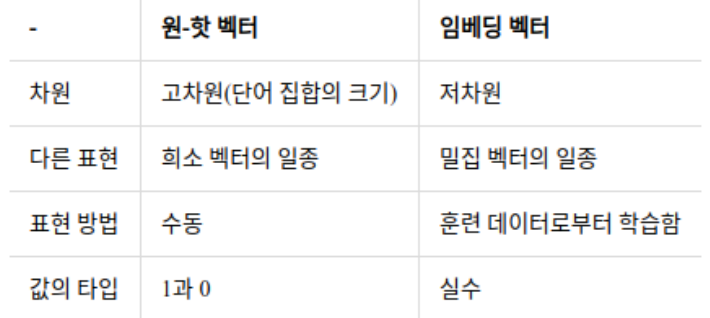 - 원-핫 벡터 임베딩 벡터
차원 고차원(단어 집합의 크기) 저차원
다른 표현 희소 벡터의 일종 밀집 벡터의 일종
표현 방법 수동 훈련 데이터로부터 학습함
값의 타입 1과 0 실수